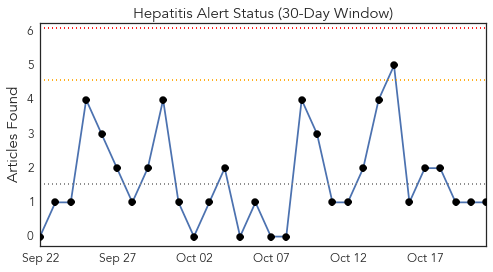 Hepatitis Alert Status (30-Day Window)
Articles Found
6
5
4
3
2
1
0
Sep 22 Sep 27 Oct 02 Oct 07 Oct 12 Oct 17